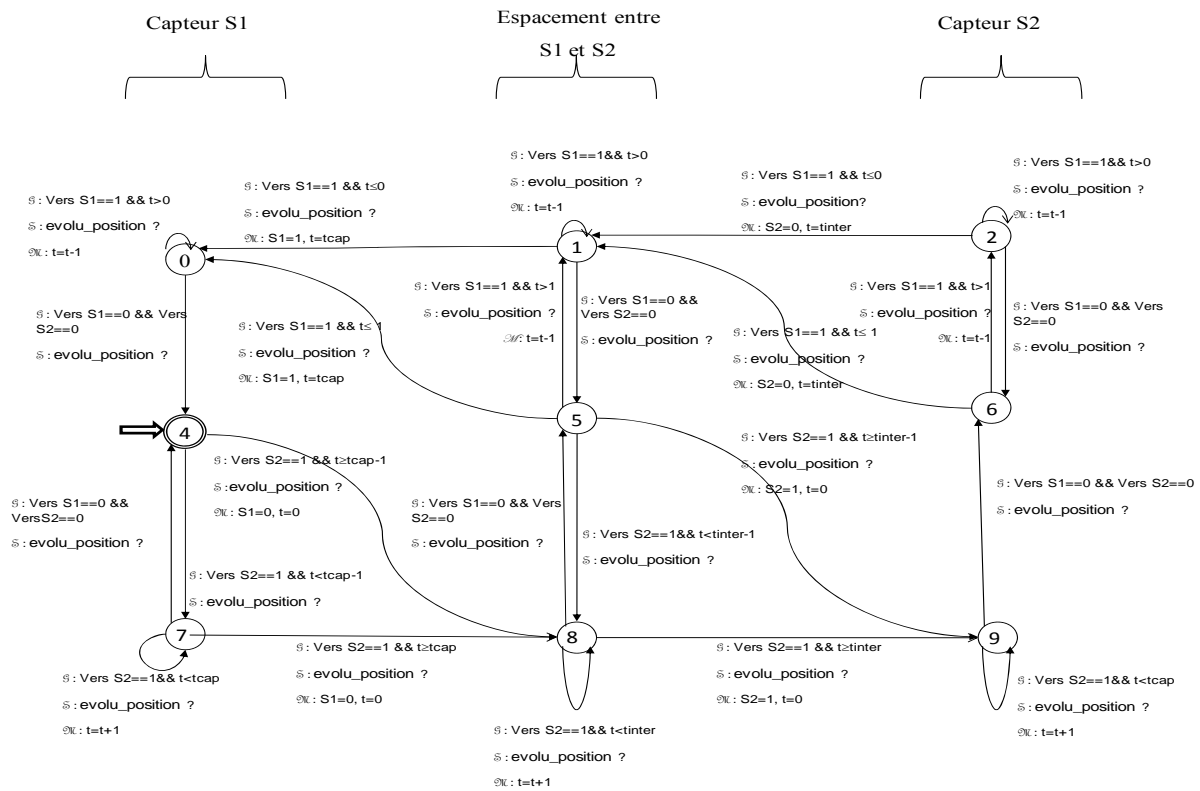 Capteur S1
Espacement entre
S1 et S2
Capteur S2
𝒢 : Vers S1==1 && t>0
𝒮 : evolu_position ?
ℳ : t=t-1
𝒢 : Vers S1==1 && t≤0
𝒮 : evolu_position ?
ℳ : S1=1, t=tcap
𝒢 : Vers S1==1&& t>0
𝒮 : evolu_position ?
ℳ : t=t-1
𝒢 : Vers S1==1 && t≤0
𝒮 : evolu_position?
ℳ : S2=0, t=tinter
𝒢 : Vers S1==1&& t>0
𝒮 : evolu_position ?
ℳ : t=t-1
0
1
2
𝒢 : Vers S1==0 && Vers
S2==0
𝒮 : evolu_position ?
𝒢 : Vers S1==1 && t≤ 1
𝒮 : evolu_position ?
ℳ : S1=1, t=tcap
𝒢 : Vers S1==1 && t>1
𝒮 : evolu_position ?
ℳ : t=t-1
𝒢 : Vers S1==0 &&
Vers S2==0
𝒮 : evolu_position ?
𝒢 : Vers S1==1 && t≤ 1
𝒮 : evolu_position ?
ℳ : S2=0, t=tinter
𝒢 : Vers S1==1 && t>1
𝒮 : evolu_position ?
ℳ : t=t-1
𝒢 : Vers S1==0 && Vers
S2==0
𝒮 : evolu_position ?
4
5
6
𝒢 : Vers S1==0 &&
VersS2==0
𝒮 : evolu_position ?
𝒢 : Vers S2==1 && t≥tcap-1
𝒮 : evolu_position ?
ℳ : S1=0, t=0
𝒢 : Vers S2==1 && t<tcap-1
𝒮 : evolu_position ?
𝒢 : Vers S1==0 && Vers
S2==0
𝒮 : evolu_position ?
𝒢 : Vers S2==1&& t<tinter-1
𝒮 : evolu_position ?
𝒢 : Vers S2==1 && t≥tinter-1
𝒮 : evolu_position ?
ℳ : S2=1, t=0
𝒢 : Vers S1==0 && Vers S2==0
𝒮 : evolu_position ?
7
8
9
𝒢 : Vers S2==1&& t<tcap
𝒮 : evolu_position ?
ℳ : t=t+1
𝒢 : Vers S2==1 && t≥tcap
𝒮 : evolu_position ?
ℳ : S1=0, t=0
𝒢 : Vers S2==1&& t<tinter
𝒮 : evolu_position ?
ℳ : t=t+1
𝒢 : Vers S2==1 && t≥tinter
𝒮 : evolu_position ?
ℳ : S2=1, t=0
𝒢 : Vers S2==1&& t<tcap
𝒮 : evolu_position ?
ℳ : t=t+1